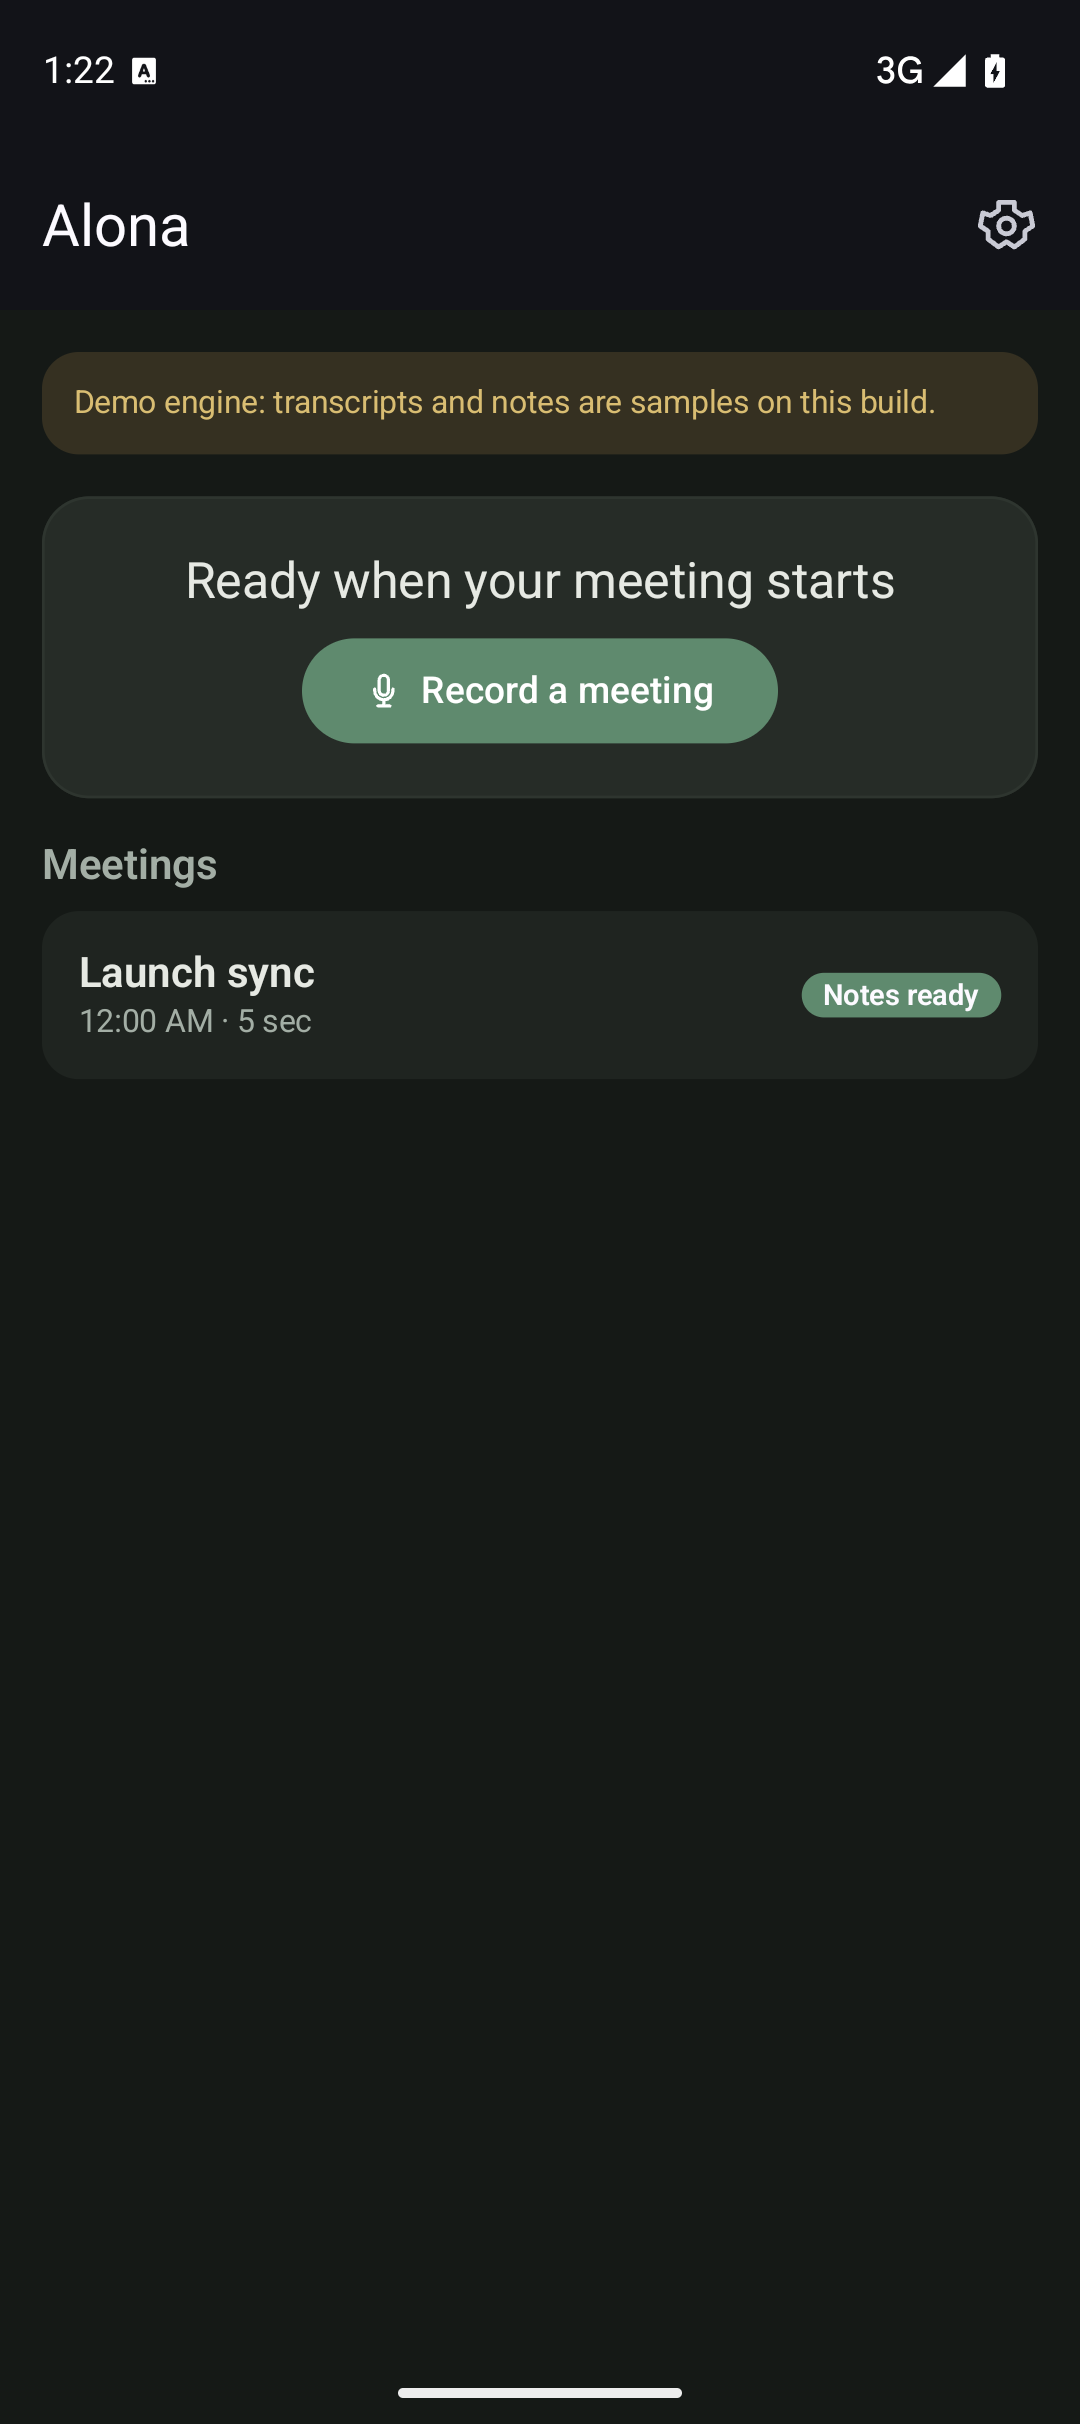 1:22
3G
Alona
Demo engine: transcripts and notes are samples on this build.
Ready when your meeting starts
Record a meeting
Meetings
Launch sync
12:00 AM · 5 sec
Notes ready